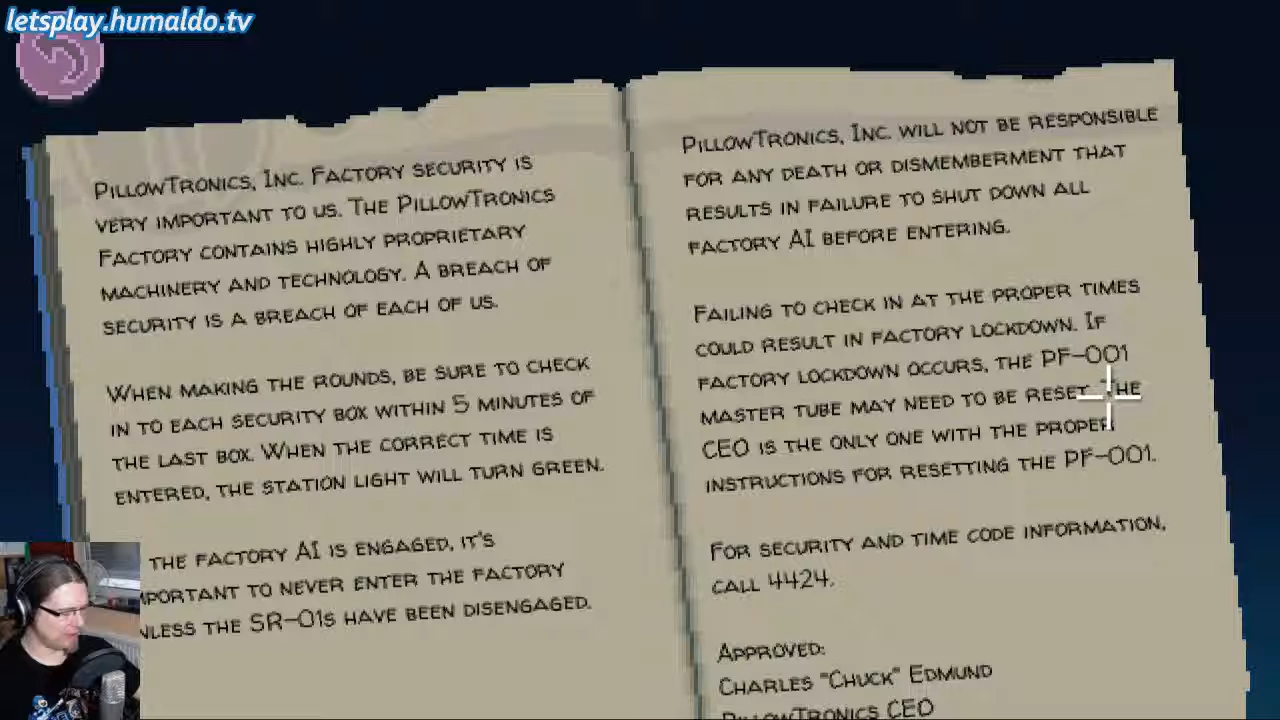 letsplay.humaldo.tv
PillowTronics, Inc. Factory security is
very important to us. The PillowTronics
Factory contains highly proprietary
machinery and technology. A breach of
security is a breach of each of us.
When making the rounds, be sure to check
in to each security box within 5 minutes of
the last box. When the correct time is
entered, the station light will turn green.
the factory AI is engaged, it's
mportant to never enter the factory
nless the SR-01s have been disengaged.
PillowTronics, Inc. will not be responsible
for any death or dismemberment that
results in failure to shut down all
factory AI before entering.
Failing to check in at the proper times
could result in factory lockdown. If
factory lockdown occurs, the PF-001
master tube may need to be reset. The
CEO is the only one with the proper
instructions for resetting the PF-001.
For security and time code information,
call 4424.
Approved:
Charles "Chuck" Edmund
PillowTronics CEO